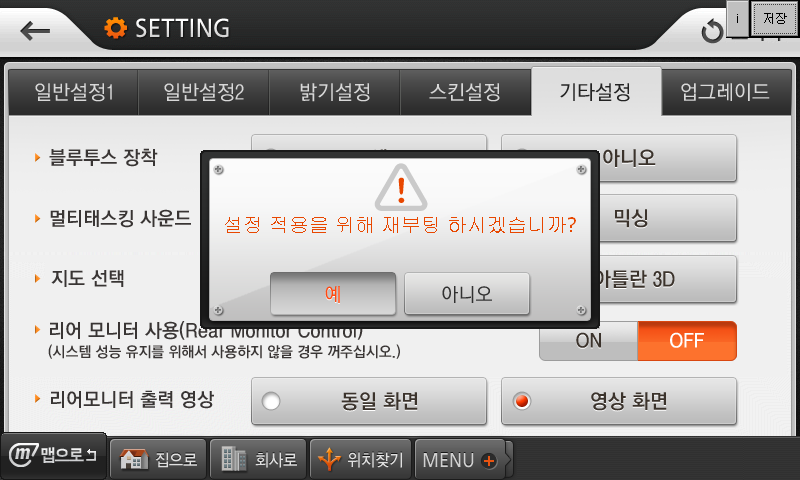 SETTING
i
저장
일반설정1
일반설정2
밝기설정
스킨설정
기타설정
업그레이드
블루투스 장착
아니오
멀티태스킹 사운드
믹싱
설정 적용을 위해 재부팅 하시겠습니까?
지도 선택
아틀란 3D
예
아니오
리어 모니터 사용(Rear Monitor Control)
(시스템 성능 유지를 위해서 사용하지 않을 경우 꺼주십시오.)
ON
OFF
리어모니터 출력 영상
동일 화면
영상 화면
m 맵으로
집으로
회사로
위치찾기
MENU